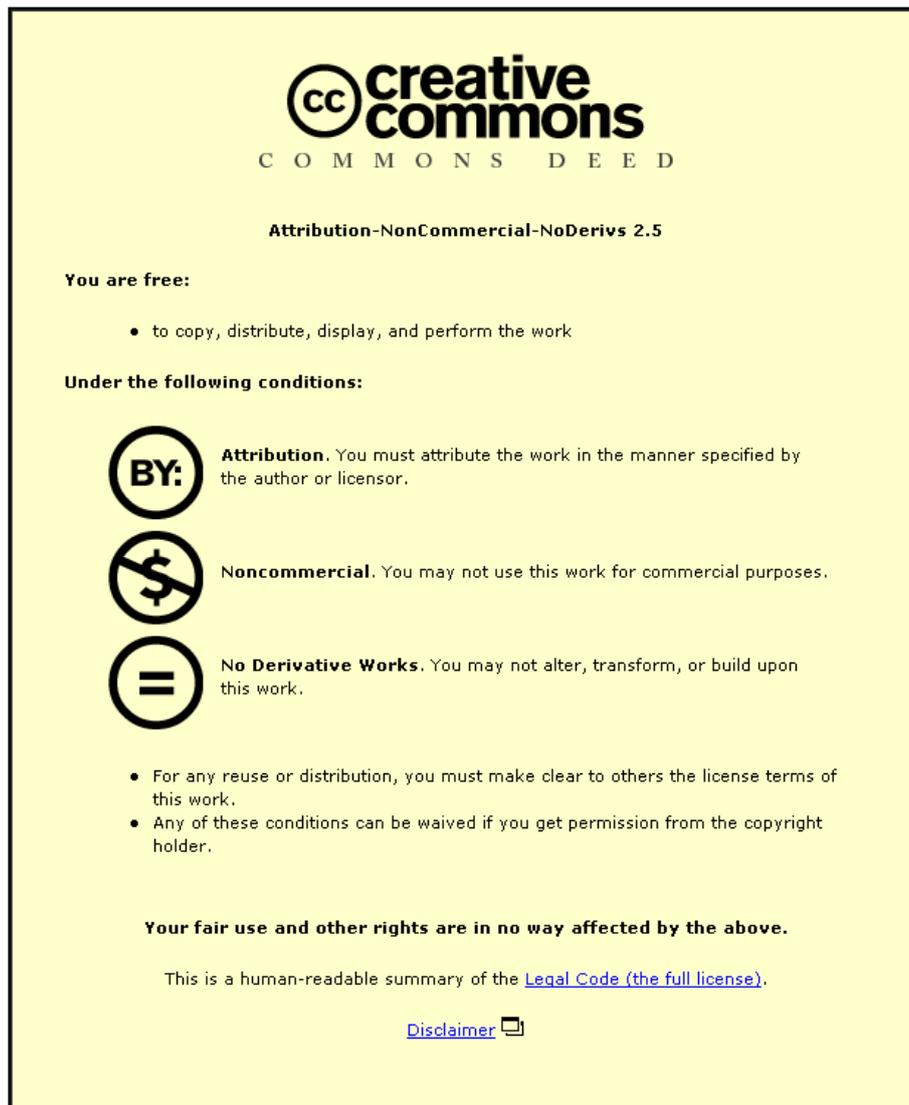 cc creative
commons
COMMONS DEED
Attribution-NonCommercial-NoDerivs 2.5
You are free:
• to copy, distribute, display, and perform the work
Under the following conditions:
BY:
Attribution. You must attribute the work in the manner specified by
the author or licensor.
$
Noncommercial. You may not use this work for commercial purposes.
=
No Derivative Works. You may not alter, transform, or build upon
this work.
• For any reuse or distribution, you must make clear to others the license terms of
this work.
• Any of these conditions can be waived if you get permission from the copyright
holder.
Your fair use and other rights are in no way affected by the above.
This is a human-readable summary of the Legal Code (the full license).
Disclaimer